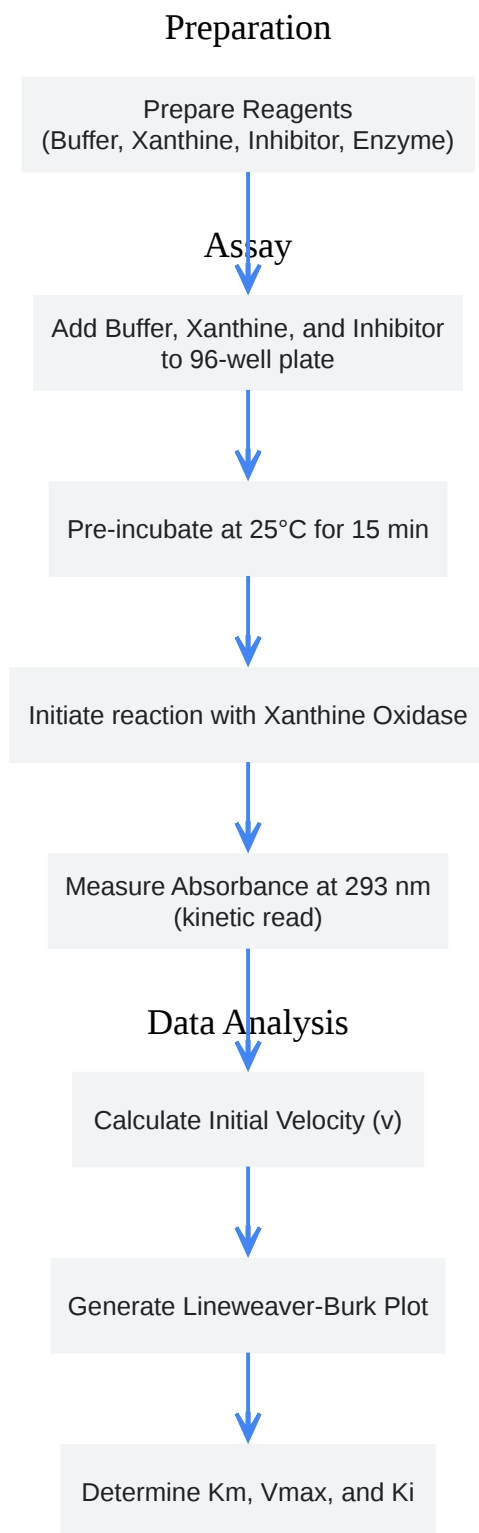 Preparation
Prepare Reagents
(Buffer, Xanthine, Inhibitor, Enzyme)
Assay
Add Buffer, Xanthine, and Inhibitor
to 96-well plate
Pre-incubate at 25°C for 15 min
Initiate reaction with Xanthine Oxidase
Measure Absorbance at 293 nm
(kinetic read)
Data Analysis
Calculate Initial Velocity (v)
Generate Lineweaver-Burk Plot
Determine Km, Vmax, and Ki